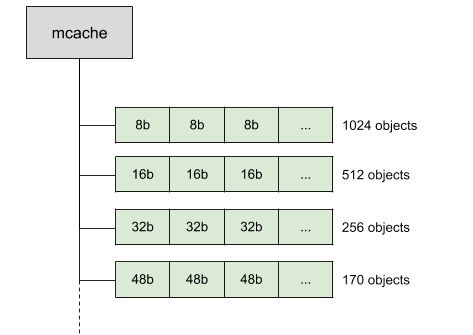 mcache
8b 8b 8b ... 1024 objects
16b 16b 16b ... 512 objects
32b 32b 32b ... 256 objects
48b 48b 48b ... 170 objects